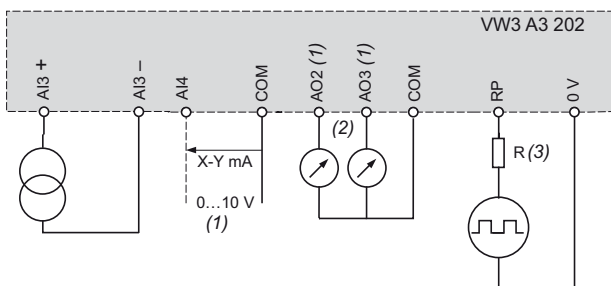 VW3 A3 202
AI3 +
AI3 –
AI4
COM
AO2 (1)
AO3 (1)
COM
RP
0 V
(2)
X-Y mA
R (3)
0...10 V
(1)